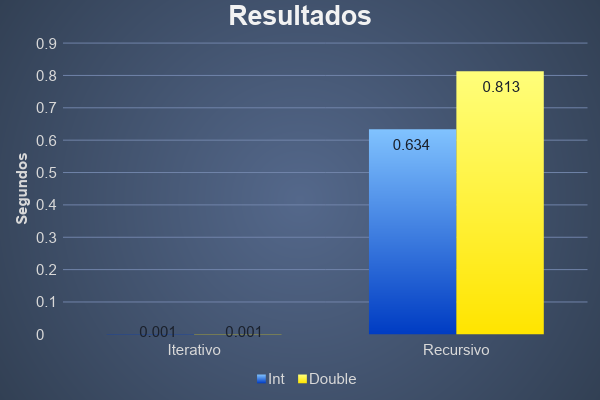 Resultados
Segundos
0.9
0.8
0.7
0.6
0.5
0.4
0.3
0.2
0.1
0
0.001
0.001
0.634
0.813
Iterativo
Recursivo
Int
Double